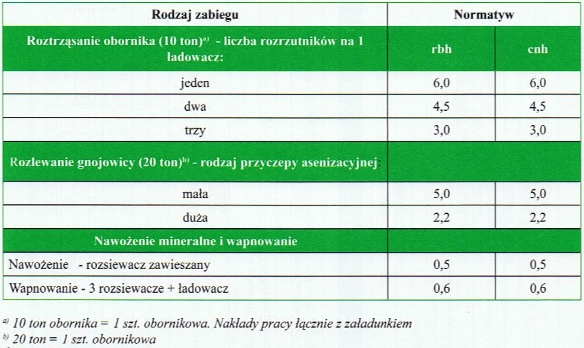 Rodzaj zabiegu Normatyw
Roztrząsanie obornika (10 ton)a) - liczba rozrzutników na 1 ładowacz: rbh cnh
jeden 6,0 6,0
dwa 4,5 4,5
trzy 3,0 3,0
Rozlewanie gnojowicy (20 ton)b) - rodzaj przyczepy asenizacyjnej:
mała 5,0 5,0
duża 2,2 2,2
Nawożenie mineralne i wapnowanie
Nawożenie - rozsiewacz zawieszany 0,5 0,5
Wapnowanie - 3 rozsiewacze + ładowacz 0,6 0,6
a) 10 ton obornika = 1 szt. obornikowa. Nakłady pracy łącznie z załadunkiem
b) 20 ton = 1 szt. obornikowa